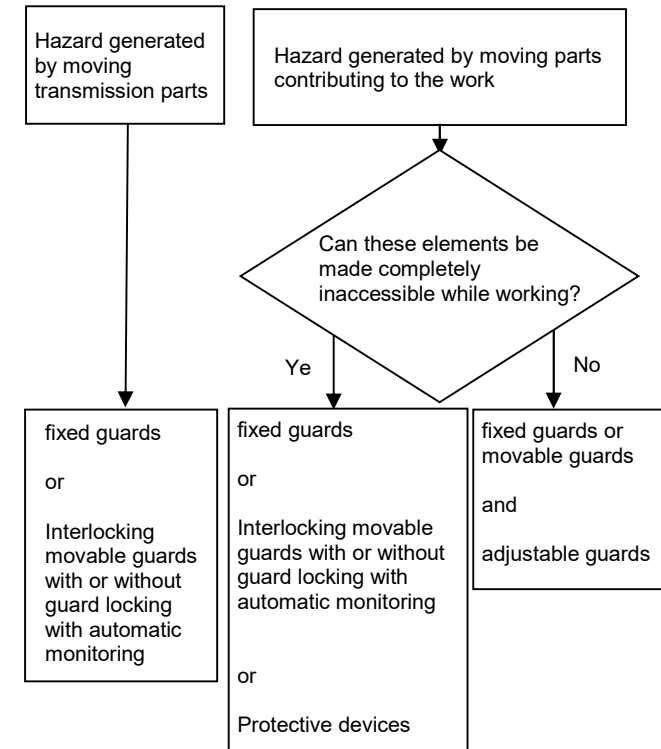 Hazard generated
by moving
transmission parts
Hazard generated by moving parts
contributing to the work
Can these elements be
made completely
inaccessible while working?
Ye
No
fixed guards
or
Interlocking
movable guards
with or without
guard locking
with automatic
monitoring
fixed guards
or
Interlocking movable
guards with or without
guard locking with
automatic monitoring
or
Protective devices
fixed guards or
movable guards
and
adjustable guards